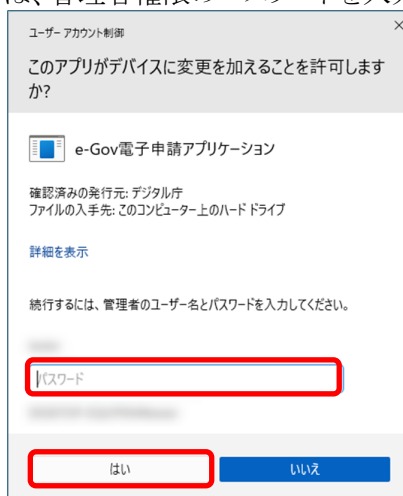 は、管理者権限のパスワードを入
ユーザー アカウント制御
×
このアプリがデバイスに変更を加えることを許可します
か?
e-Gov電子申請アプリケーション
確認済みの発行元: デジタル庁
ファイルの入手先: このコンピューター上のハード ドライブ
詳細を表示
続行するには、管理者のユーザー名とパスワードを入力してください。
パスワード
はい
いいえ